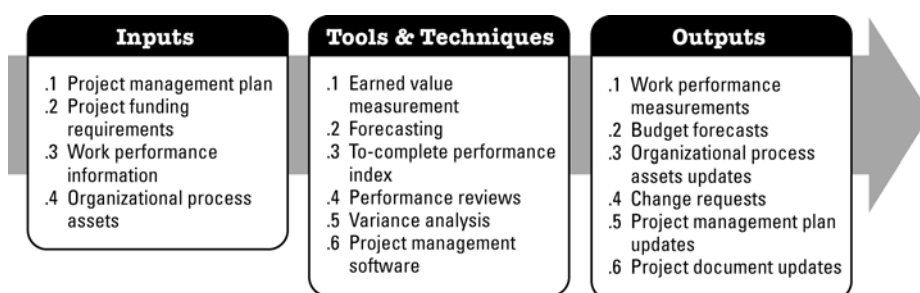 Inputs
.1 Project management plan
.2 Project funding
requirements
.3 Work performance
information
.4 Organizational process
assets
Tools & Techniques
.1 Earned value
measurement
.2 Forecasting
.3 To-complete performance
index
.4 Performance reviews
.5 Variance analysis
.6 Project management
software
Outputs
.1 Work performance
measurements
.2 Budget forecasts
.3 Organizational process
assets updates
.4 Change requests
.5 Project management plan
updates
.6 Project document updates